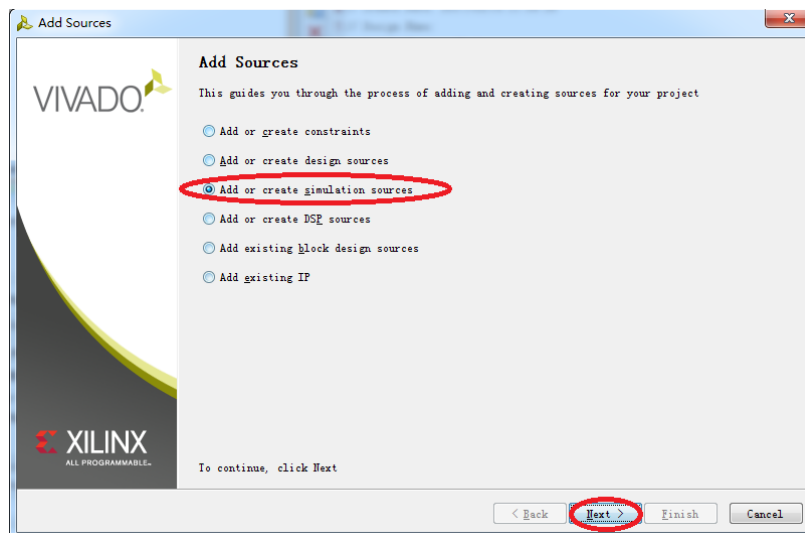 Add Sources
VIVADO
Add Sources
This guides you through the process of adding and creating sources for your project
Add or create constraints
Add or create design sources
Add or create simulation sources
Add or create DSP sources
Add existing block design sources
Add existing IP
XILINX
ALL PROGRAMMABLE™
To continue, click Next
< Back
Next >
Finish
Cancel